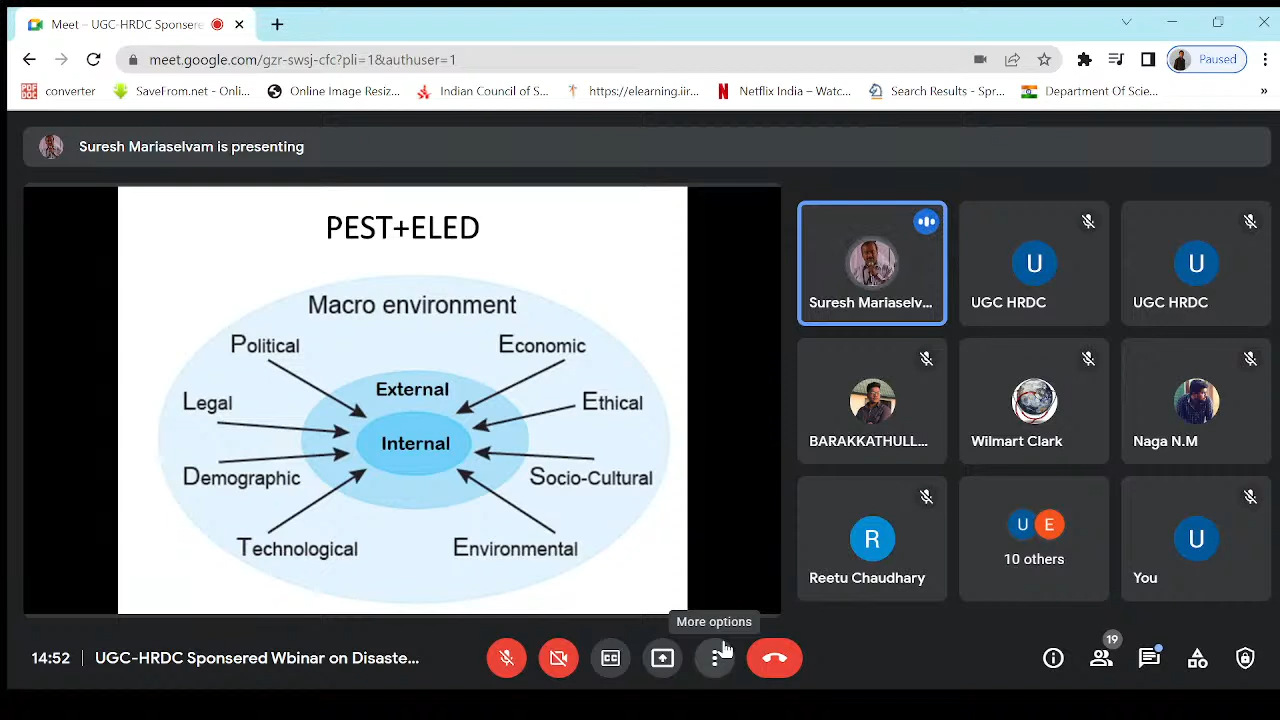 Meet – UGC-HRDC Sponsere
meet.google.com/gzr-swsj-cfc?pli=1&authuser=1
Paused
PDF DOC converter
SaveFrom.net - Onli...
Online Image Resiz...
Indian Council of S...
https://elearning.iir...
Netflix India – Watc...
Search Results - Spr...
Department Of Scie...
»
Suresh Mariaselvam is presenting
PEST+ELED
Macro environment
Political
Economic
External
Legal
Ethical
Internal
Demographic
Socio-Cultural
Technological
Environmental
Suresh Mariaselv...
U
UGC HRDC
U
UGC HRDC
BARAKKATHULL...
Wilmart Clark
Naga N.M
R
Reetu Chaudhary
U E
10 others
U
You
More options
14:52
UGC-HRDC Sponsered Wbinar on Disaste...
19